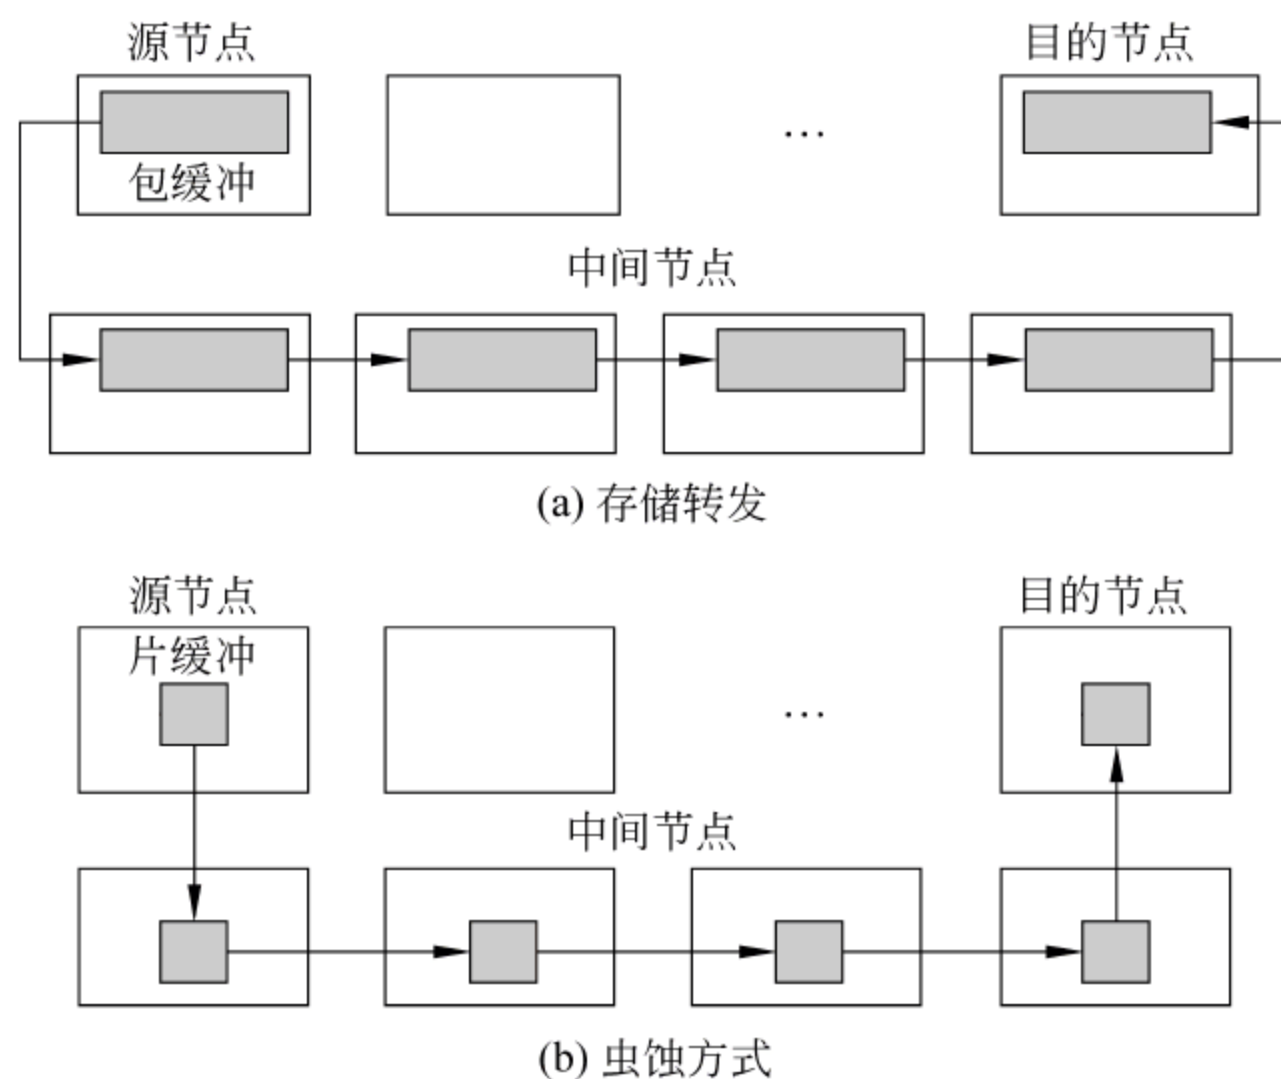 源节点
目的节点
包缓冲
…
中间节点
(a) 存储转发
源节点
目的节点
片缓冲
…
中间节点
(b) 虫蚀方式